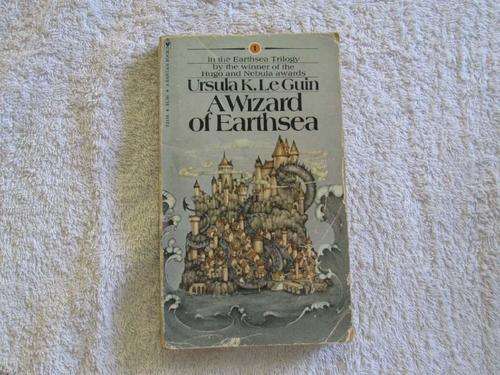 1
In the Earthsea Trilogy
by the winner of the
Hugo and Nebula awards
Ursula K. Le Guin
A Wizard
of Earthsea